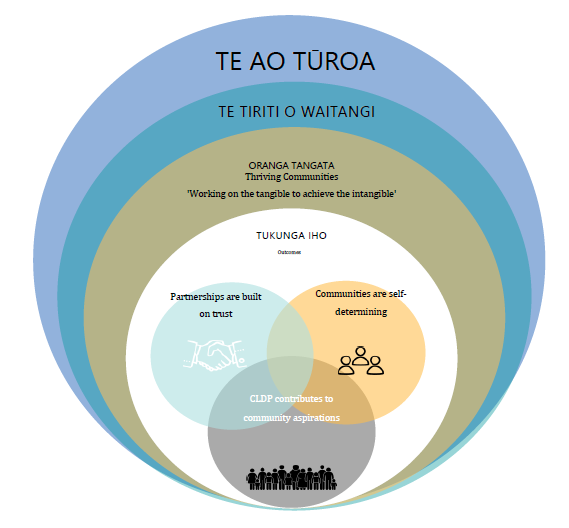 TE AO TŪROA
TE TIRITI O WAITANGI
ORANGA TANGATA
Thriving Communities
'Working on the tangible to achieve the intangible'
TUKUNGA IHO
Outcomes
Partnerships are built
on trust
Communities are self-
determining
CLDP contributes to
community aspirations